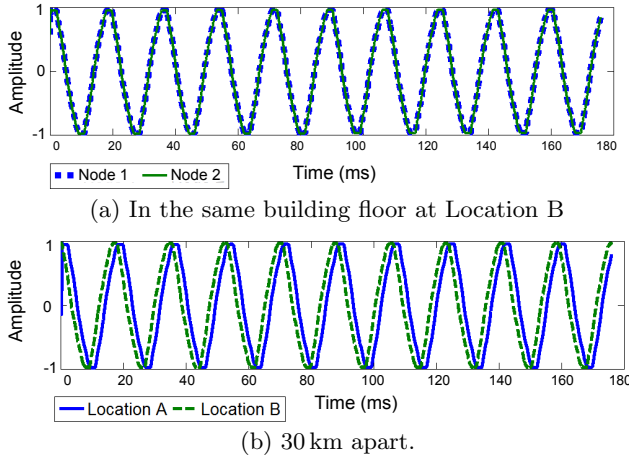 Amplitude
1
0
-1
0 20 40 60 80 100 120 140 160 180
Time (ms)
Node 1 Node 2
(a) In the same building floor at Location B
Amplitude
1
0
-1
0 20 40 60 80 100 120 140 160 180
Time (ms)
Location A Location B
(b) 30 km apart.